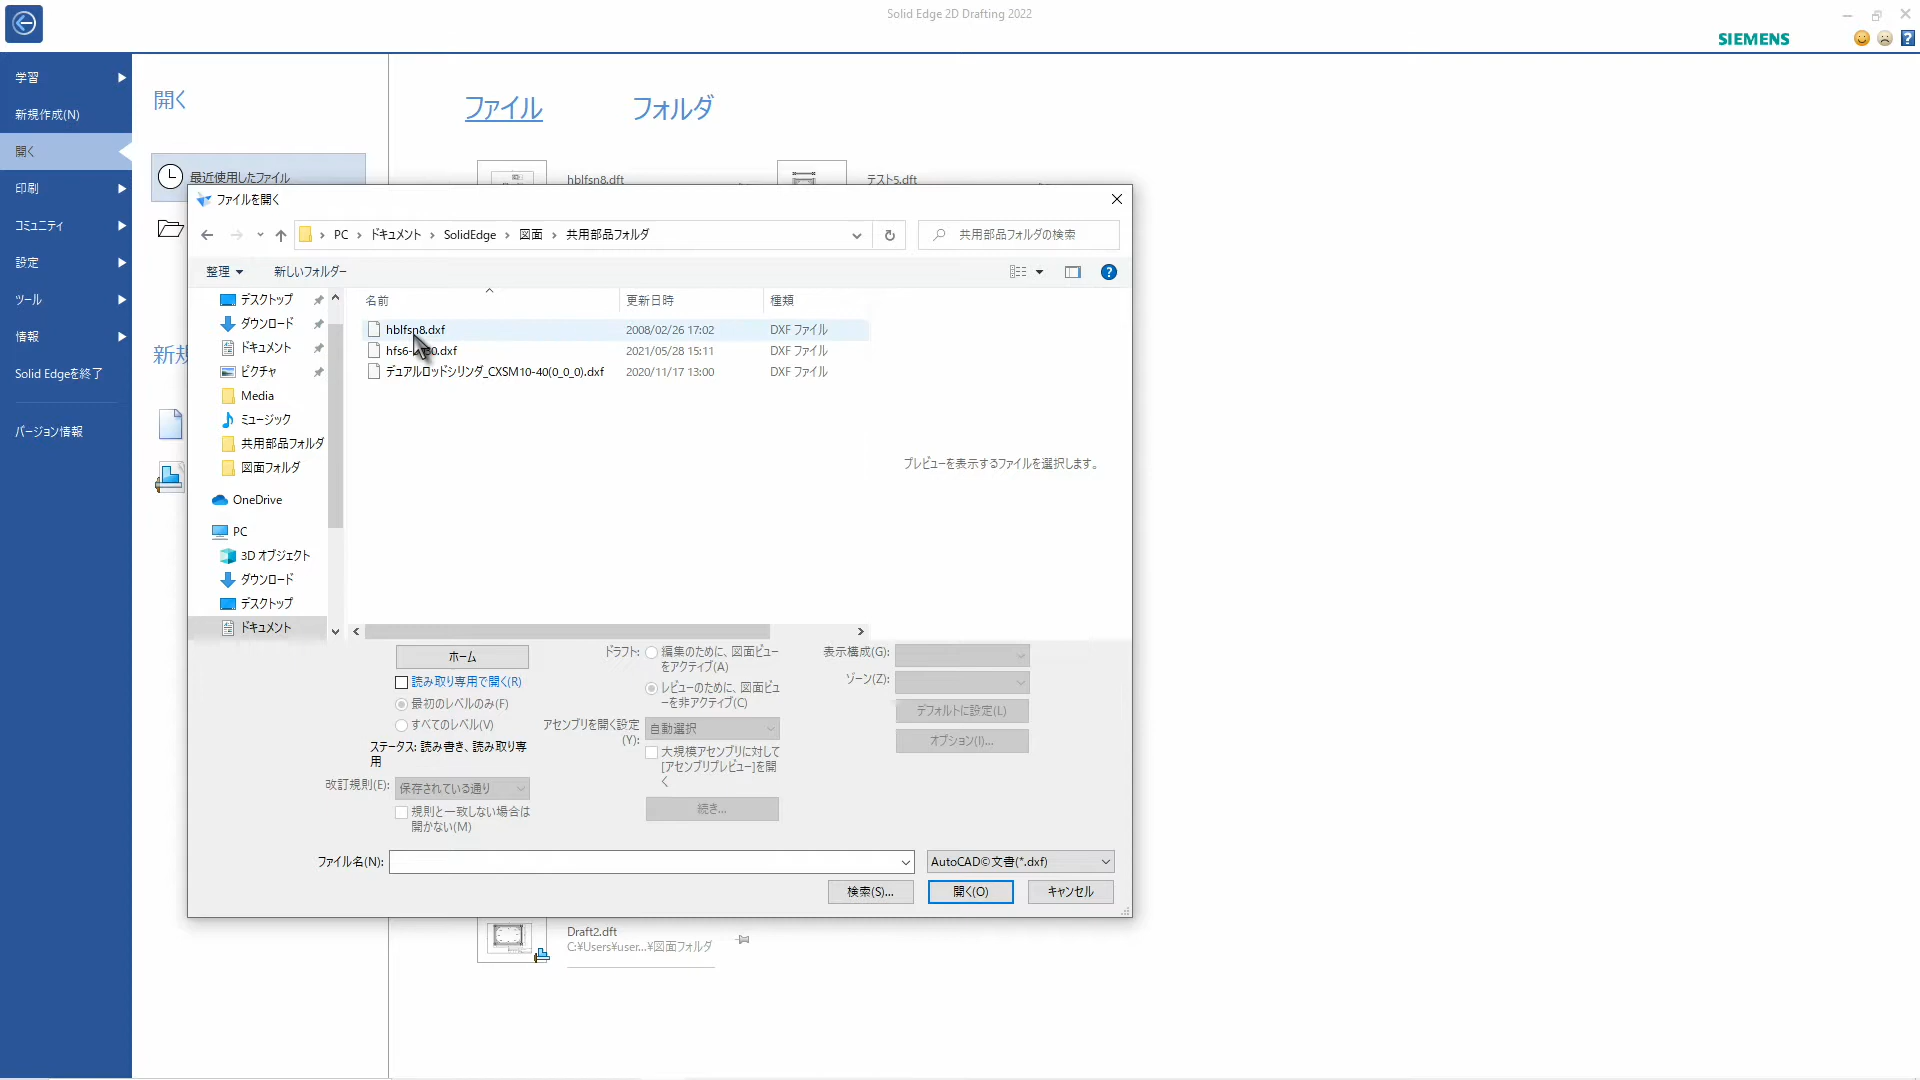 Solid Edge 2D Drafting 2022
SIEMENS
学習
新規作成(N)
開く
印刷
コミュニティ
設定
ツール
情報
Solid Edgeを終了
バージョン情報
開く
最近使用したファイル
新規
ファイル
フォルダ
hblfsn8.dft
テスト5.dft
ファイルを開く
PC
ドキュメント
SolidEdge
図面
共用部品フォルダ
共用部品フォルダの検索
整理
新しいフォルダー
デスクトップ
ダウンロード
ドキュメント
ピクチャ
Media
ミュージック
共用部品フォルダ
図面フォルダ
OneDrive
PC
3D オブジェクト
ダウンロード
デスクトップ
ドキュメント
名前 更新日時 種類
hblfsn8.dxf 2008/02/26 17:02 DXF ファイル
2021/05/28 15:11 DXF ファイル
デュアルロッドシリンダ_CXSM10-40(0_0_0).dxf 2020/11/17 13:00 DXF ファイル
プレビューを表示するファイルを選択します。
ホーム
読み取り専用で開く(R)
最初のレベルのみ(F)
すべてのレベル(V)
ステータス: 読み書き、読み取り専
用
改訂規則(E): 保存されている通り
規則と一致しない場合は
開かない(M)
ドラフト: 編集のために、図面ビュー
をアクティブ(A)
レビューのために、図面ビュ
ーを非アクティブ(C)
アセンブリを開く設定
(Y):
自動選択
大規模アセンブリに対して
[アセンブリプレビュー]を開
く
続き...
表示構成(G):
ゾーン(Z):
デフォルトに設定(L)
オプション(I)...
ファイル名(N):
AutoCAD©文書(*.dxf)
検索(S)...
開く(O)
キャンセル
Draft2.dft
C:¥Users¥user...¥図面フォルダ